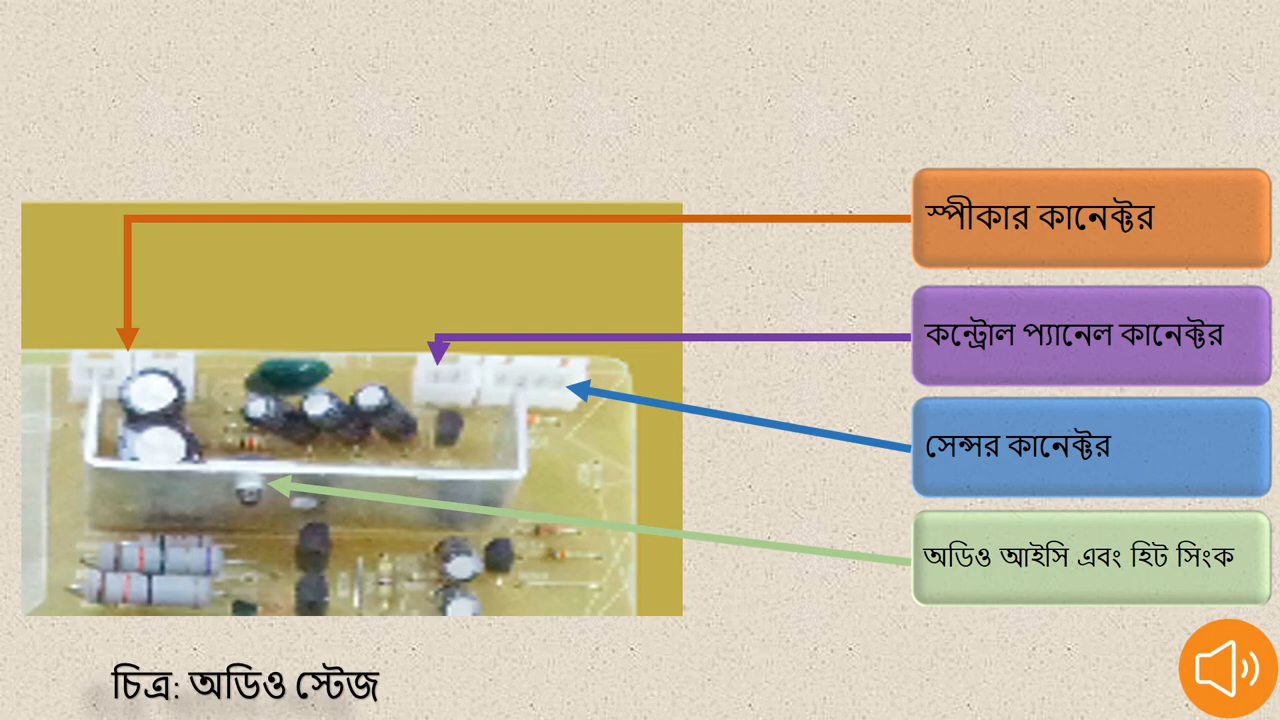 স্পীকার কানেক্টর
কন্ট্রোল প্যানেল কানেক্টর
সেন্সর কানেক্টর
অডিও আইসি এবং হিট সিংক
চিত্র: অডিও স্টেজ